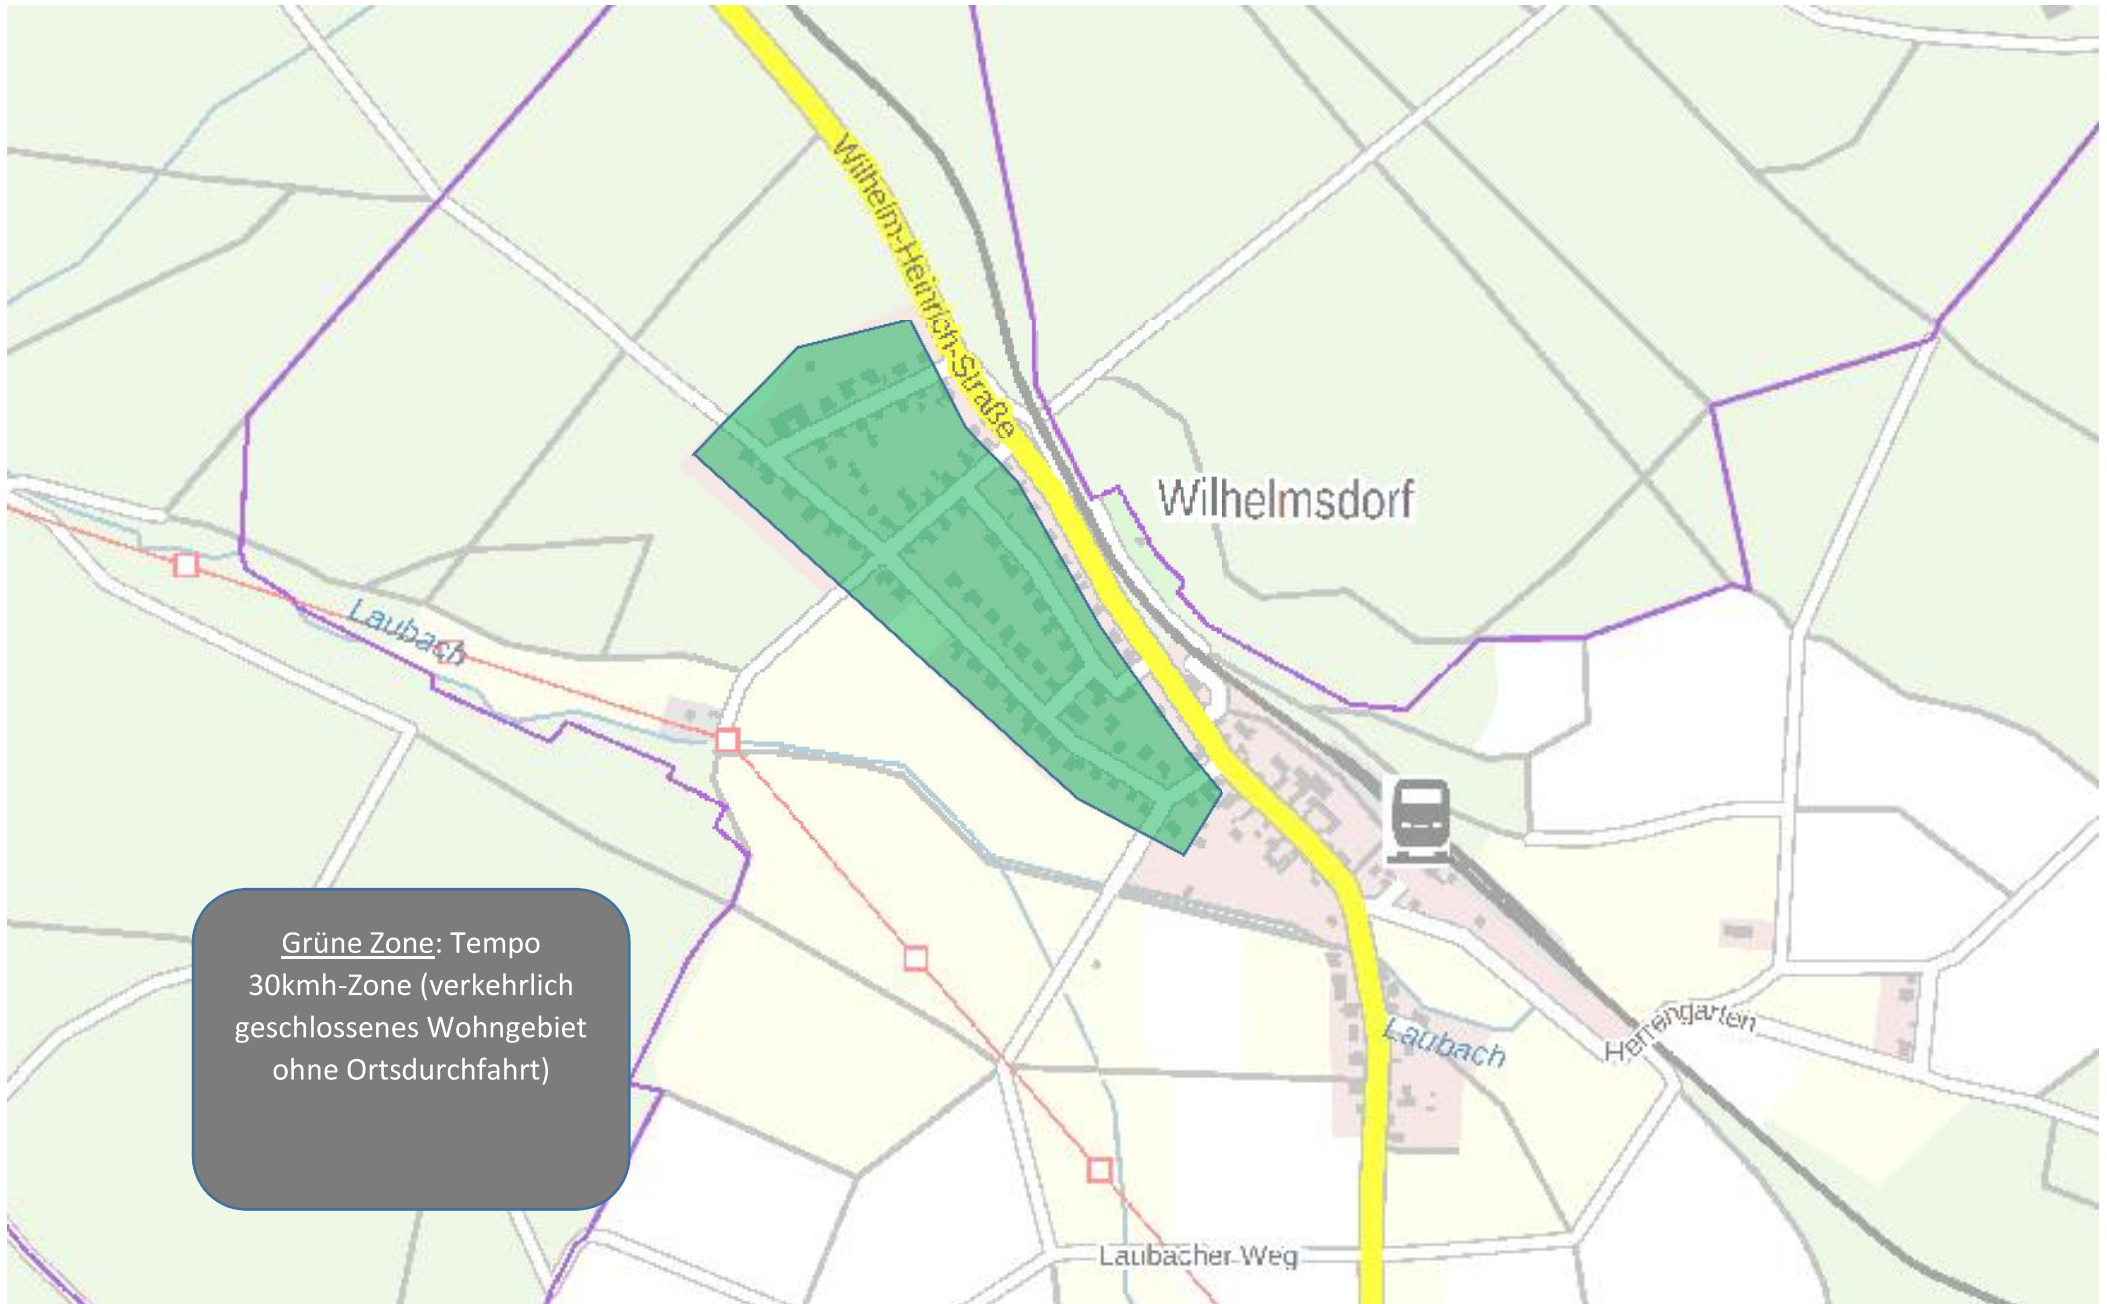 Wilhelm-Heinrich-Straße
Wilhelmsdorf
Laubach
Grüne Zone: Tempo
30kmh-Zone (verkehrlich
geschlossenes Wohngebiet
ohne Ortsdurchfahrt)
Herrengarten
Laubach
Laubacher Weg